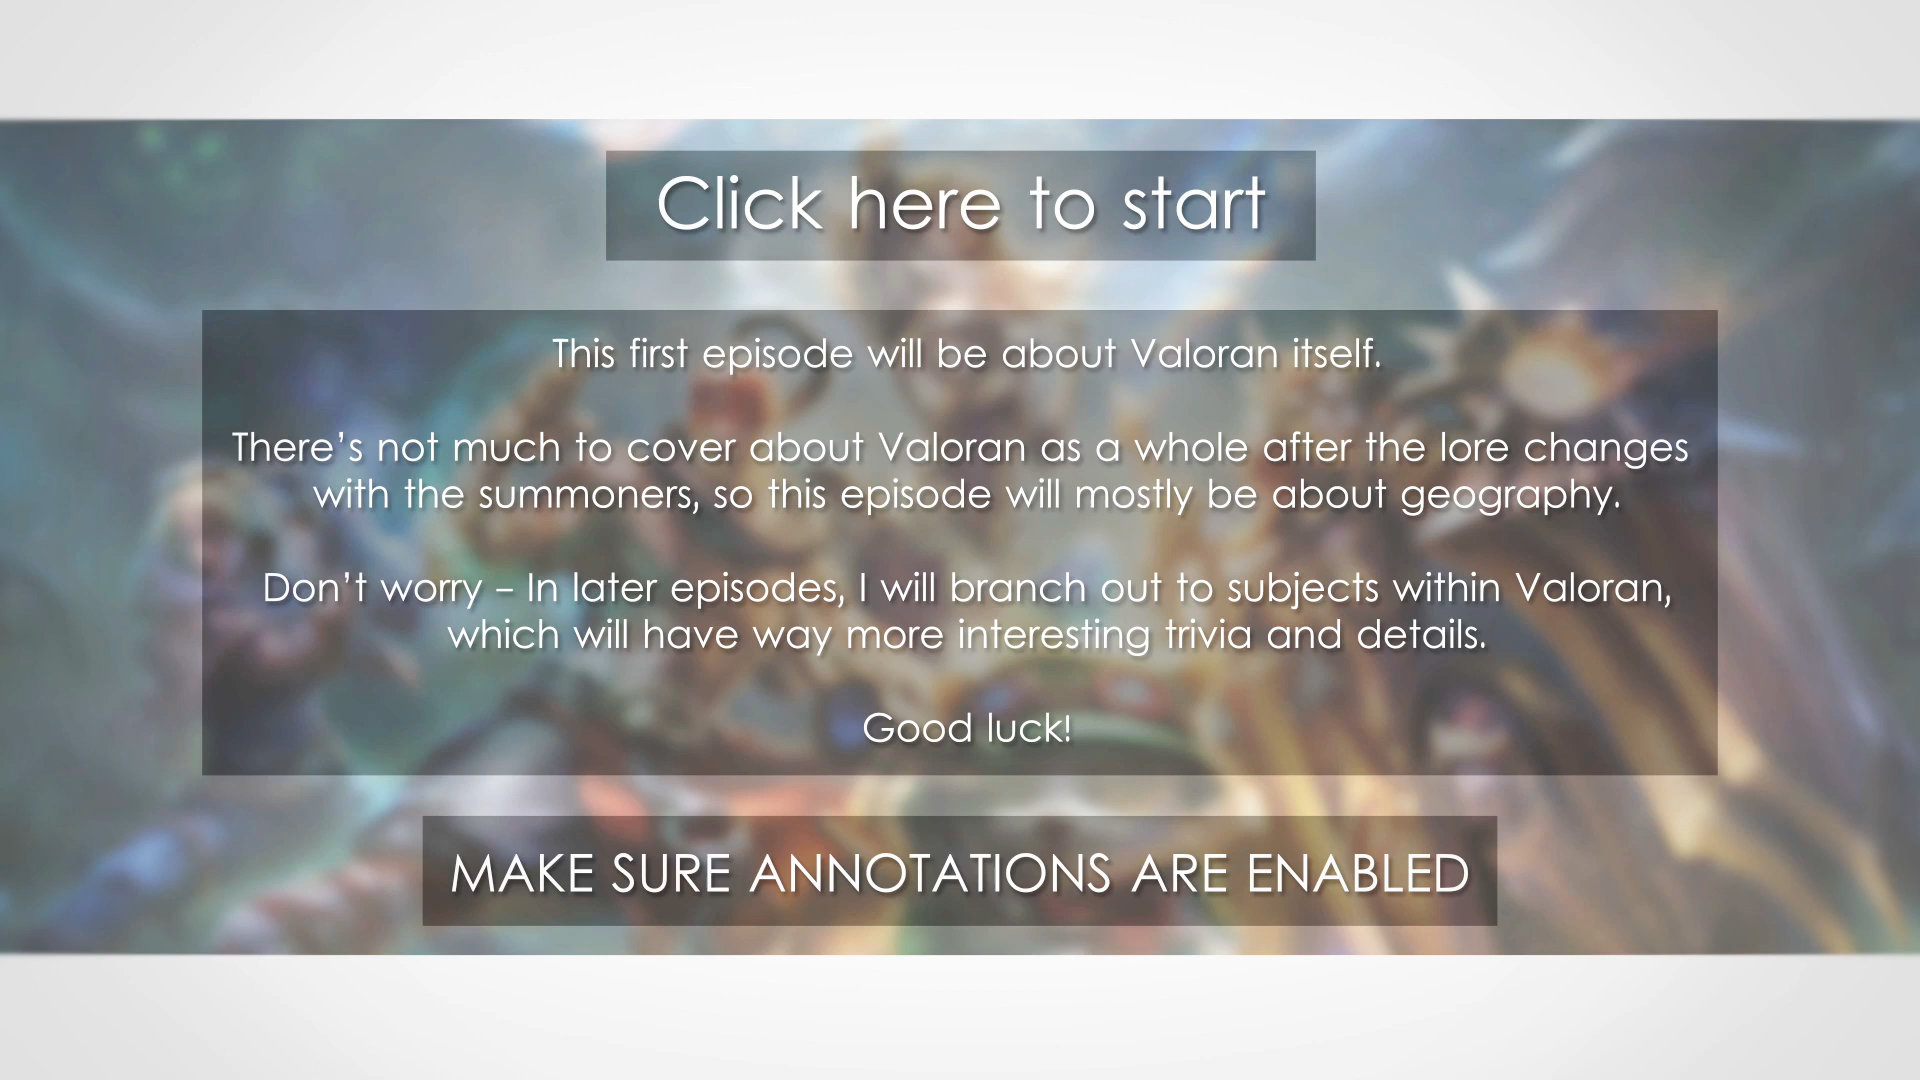 Click here to start
This first episode will be about Valoran itself.
There’s not much to cover about Valoran as a whole after the lore changes
with the summoners, so this episode will mostly be about geography.
Don’t worry – In later episodes, I will branch out to subjects within Valoran,
which will have way more interesting trivia and details.
Good luck!
MAKE SURE ANNOTATIONS ARE ENABLED